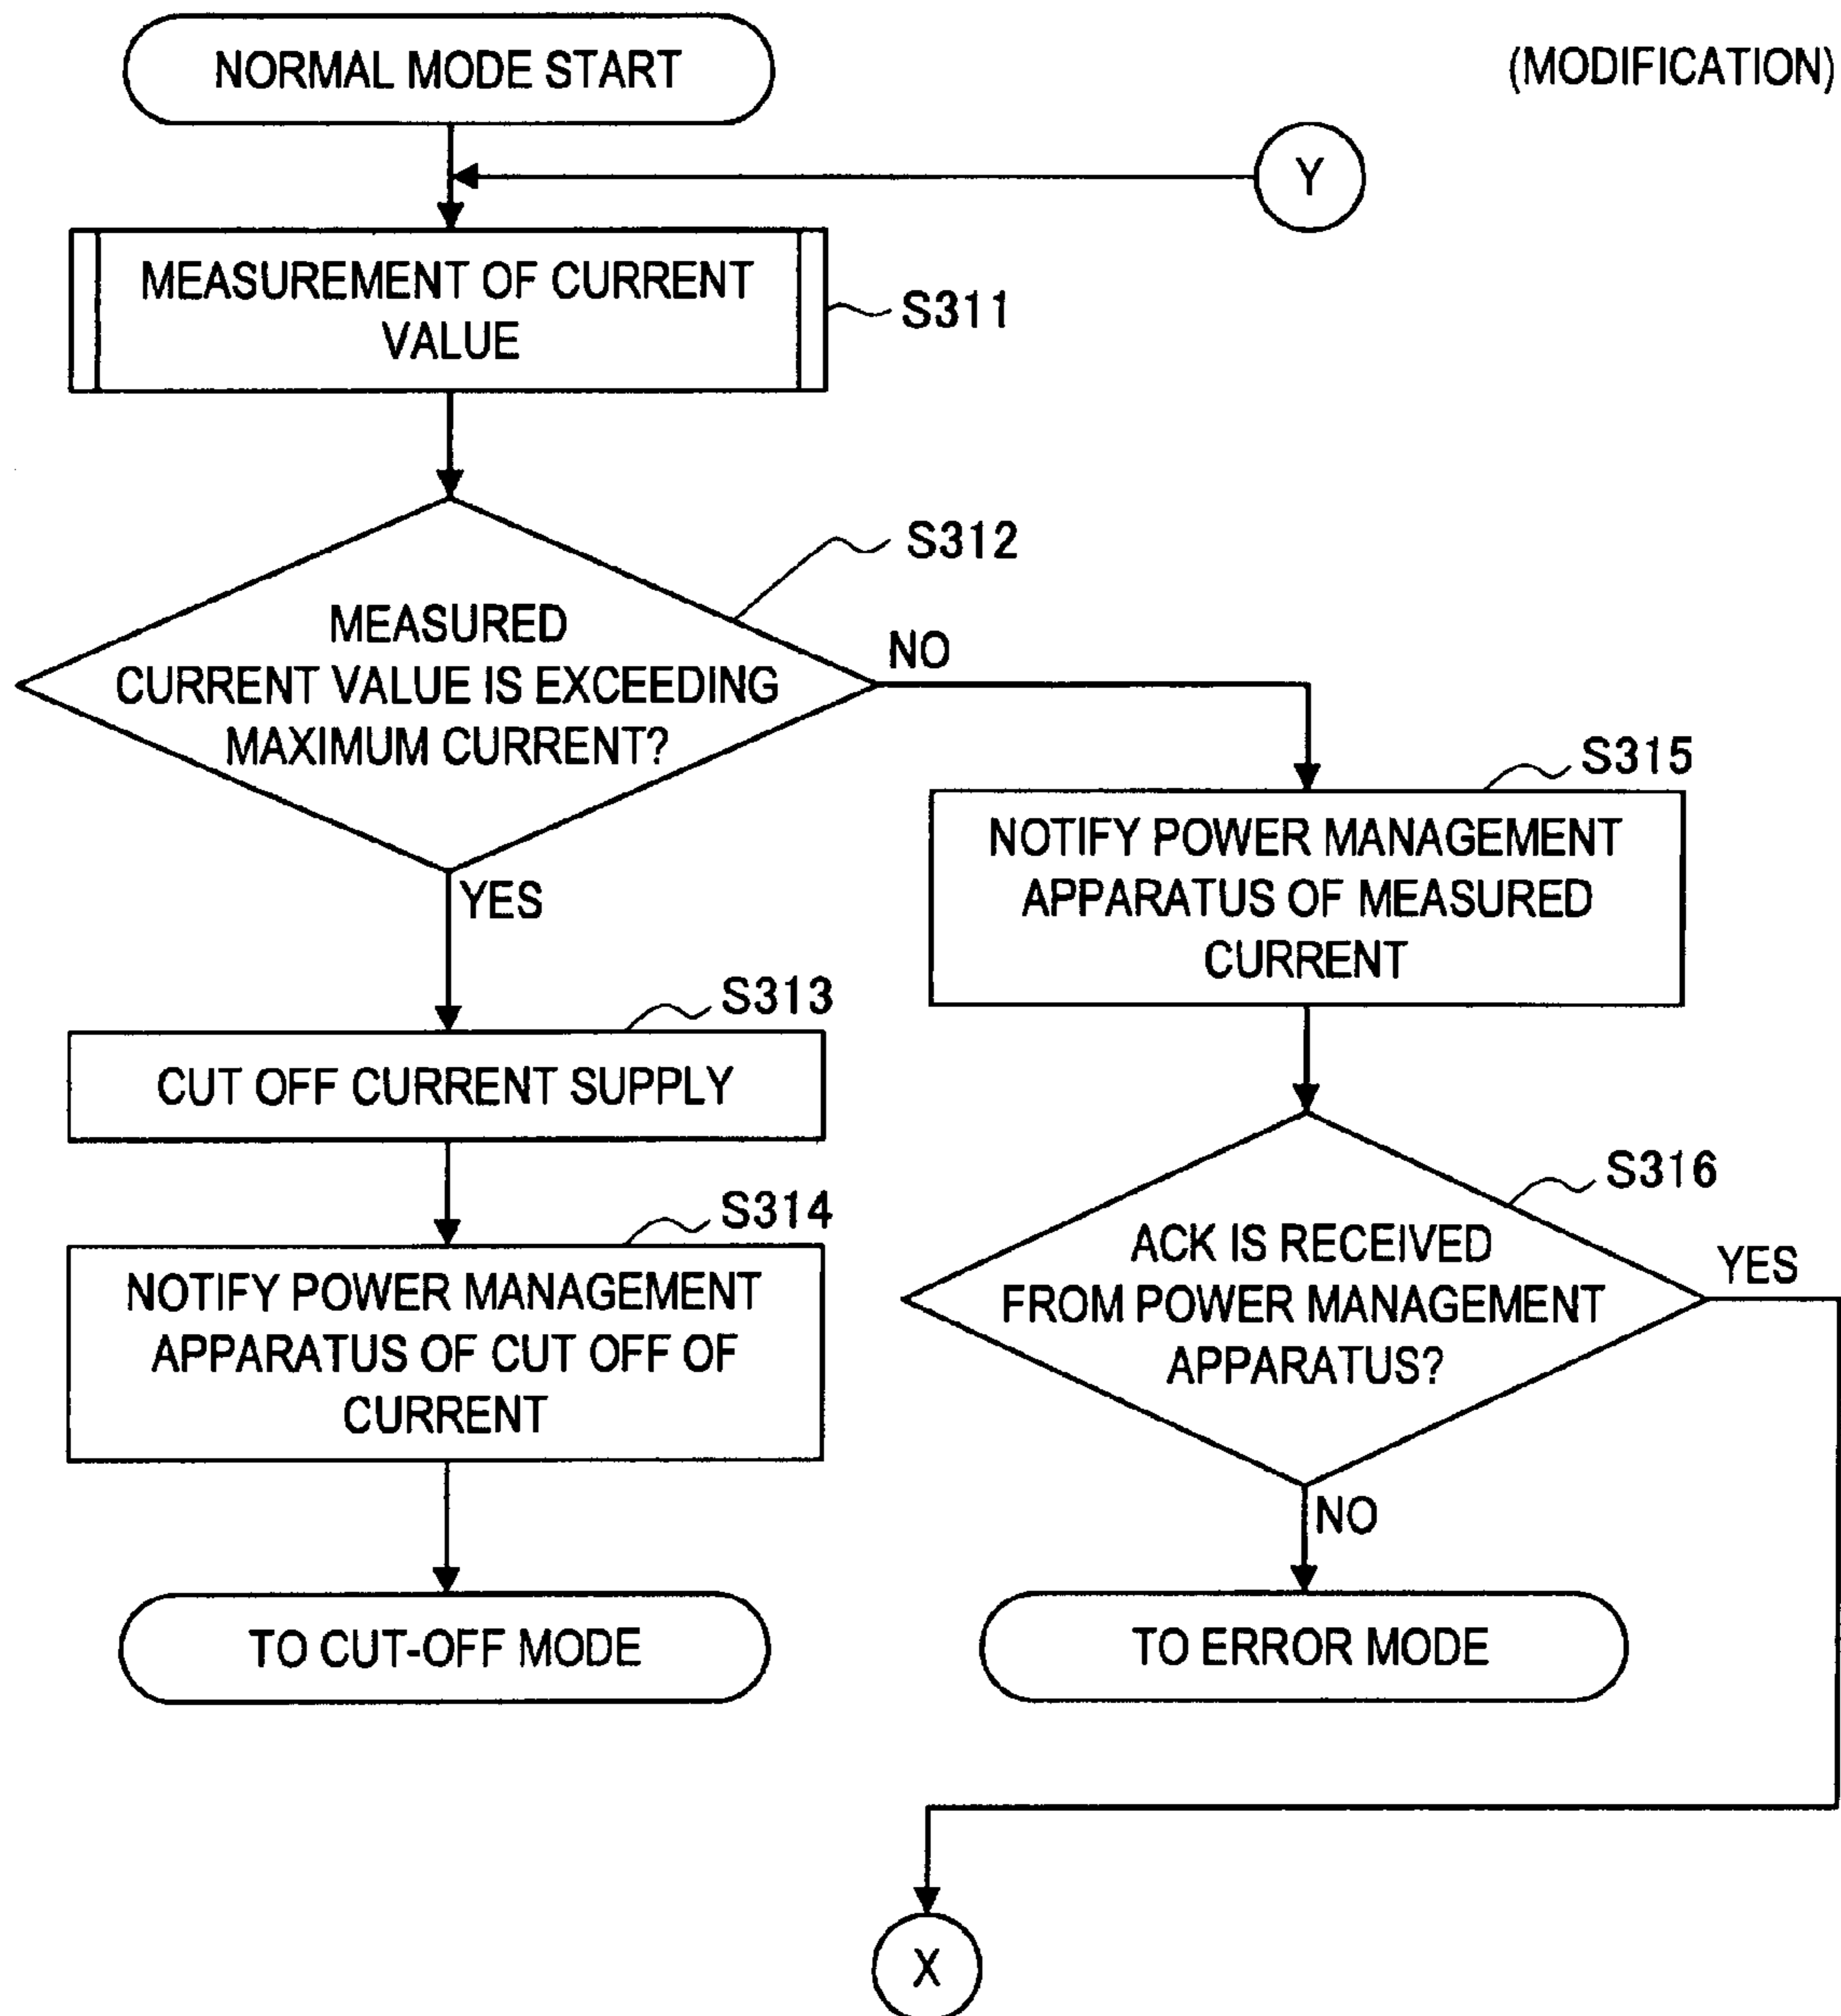 NORMAL MODE START
(MODIFICATION)
Y
MEASUREMENT OF CURRENT
VALUE
S311
S312
MEASURED
CURRENT VALUE IS EXCEEDING
MAXIMUM CURRENT?
NO
YES
S315
NOTIFY POWER MANAGEMENT
APPARATUS OF MEASURED
CURRENT
S313
CUT OFF CURRENT SUPPLY
S314
NOTIFY POWER MANAGEMENT
APPARATUS OF CUT OFF OF
CURRENT
S316
ACK IS RECEIVED
FROM POWER MANAGEMENT
APPARATUS?
YES
NO
TO CUT-OFF MODE
TO ERROR MODE
X